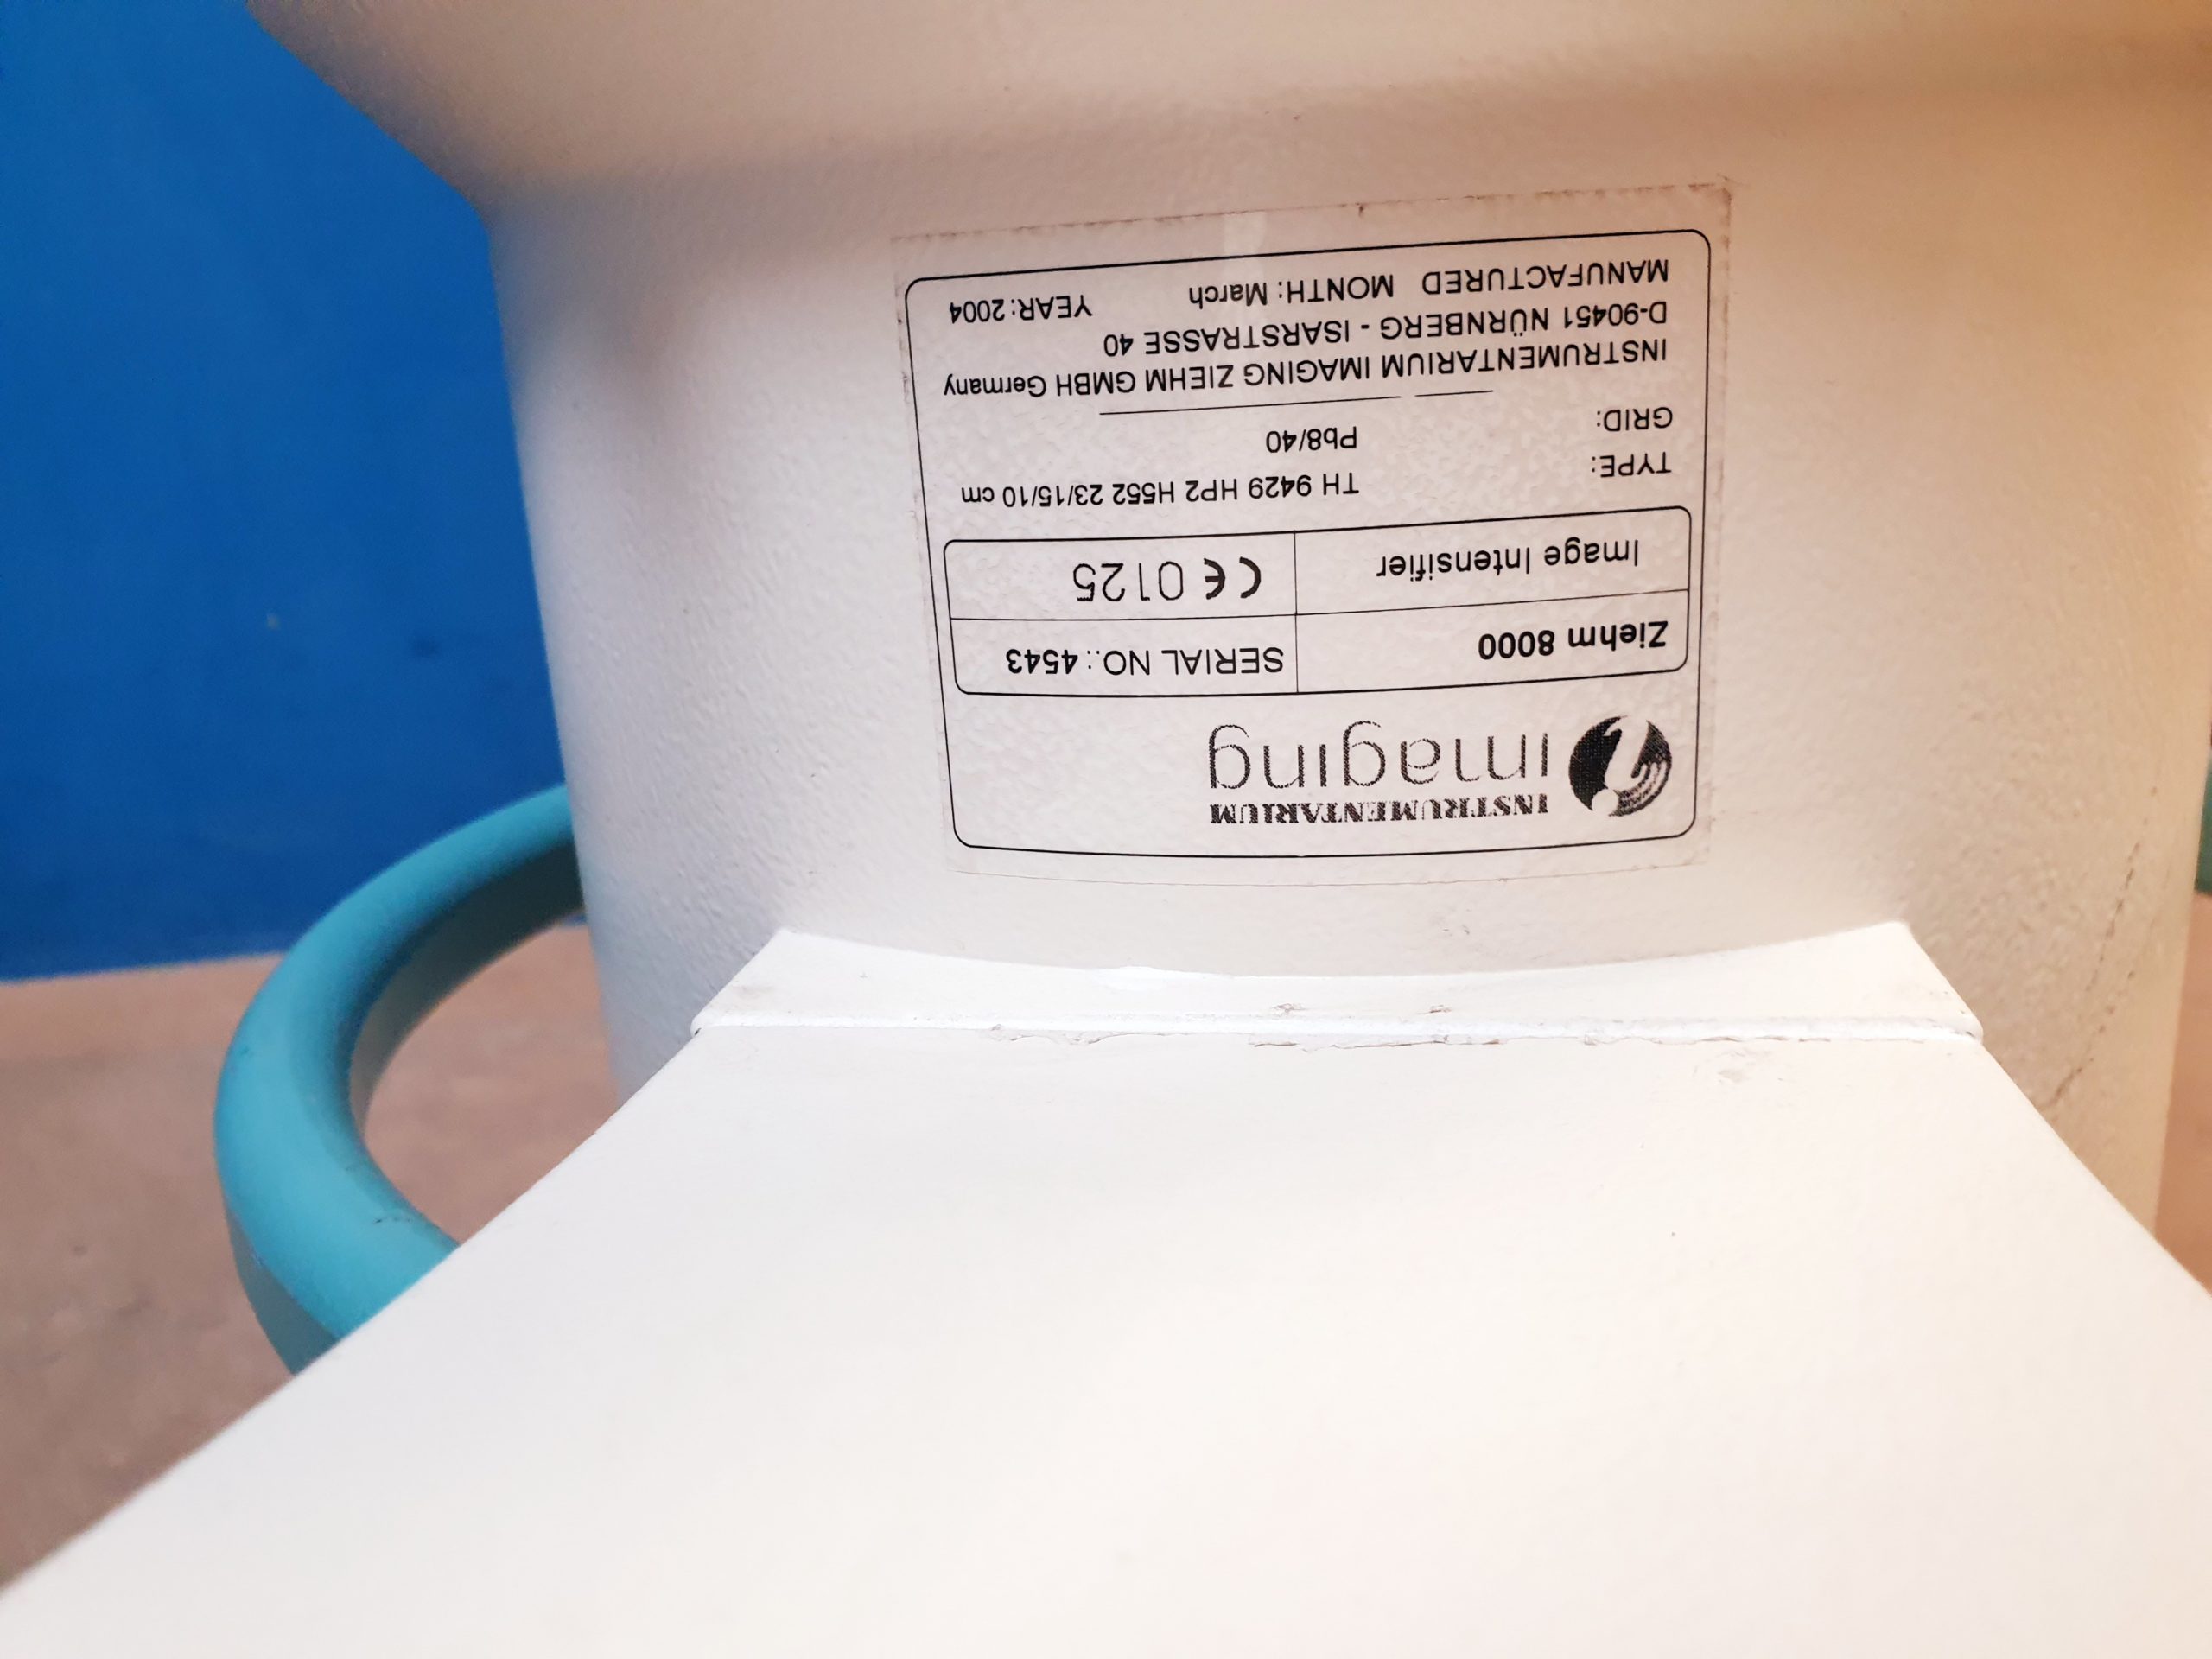 INSTRUMENTARIUM
imaging
Ziehm 8000 SERIAL NO.: 4543
Image Intensifier CE 0125
TYPE: TH 9429 HP2 H552 23/15/10 cm
GRID: Pb8/40
INSTRUMENTARIUM IMAGING ZIEHM GMBH Germany
D-90451 NÜRNBERG - ISARSTRASSE 40
MANUFACTURED MONTH: March YEAR:2004